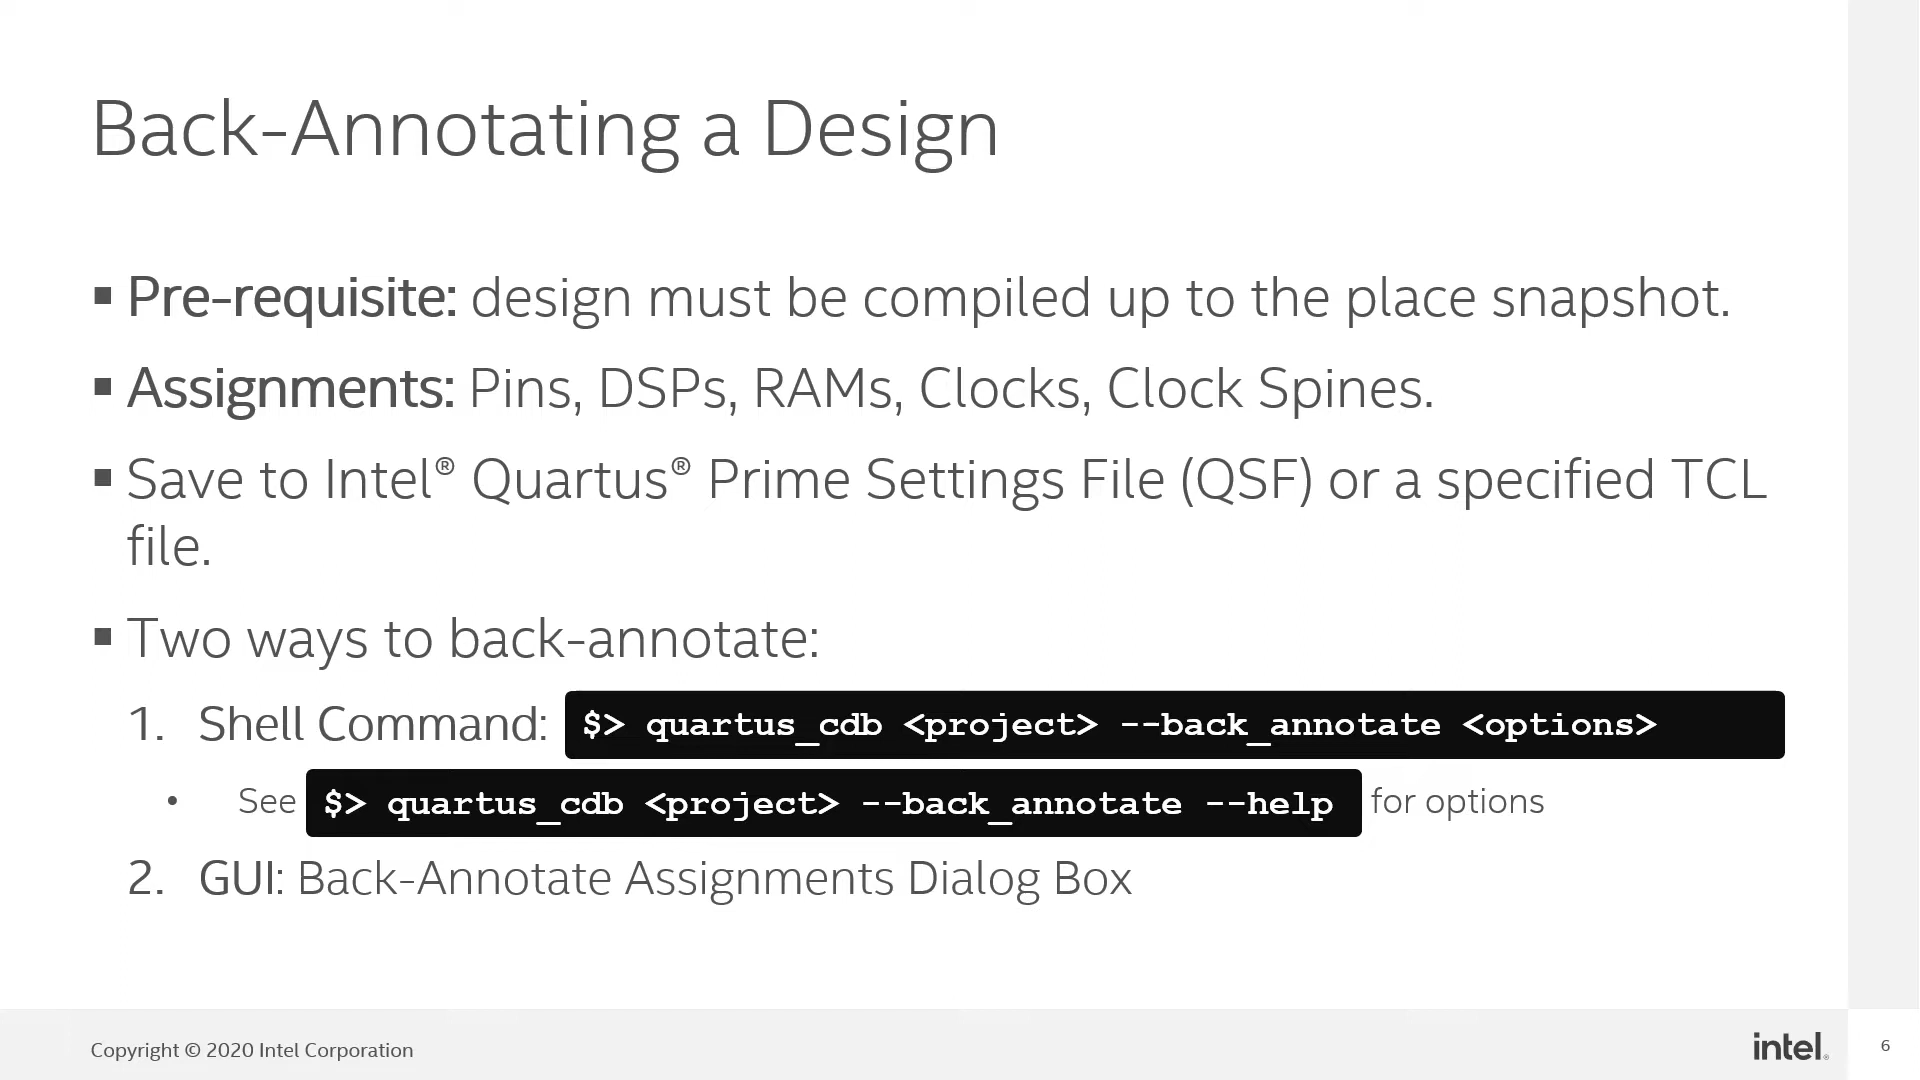 Back-Annotating a Design
▪ Pre-requisite: design must be compiled up to the place snapshot.
▪ Assignments: Pins, DSPs, RAMs, Clocks, Clock Spines.
▪ Save to Intel® Quartus® Prime Settings File (QSF) or a specified TCL
file.
▪ Two ways to back-annotate:
1. Shell Command: $> quartus_cdb <project> --back_annotate <options>
• See $> quartus_cdb <project> --back_annotate --help for options
2. GUI: Back-Annotate Assignments Dialog Box
Copyright © 2020 Intel Corporation
intel®
6